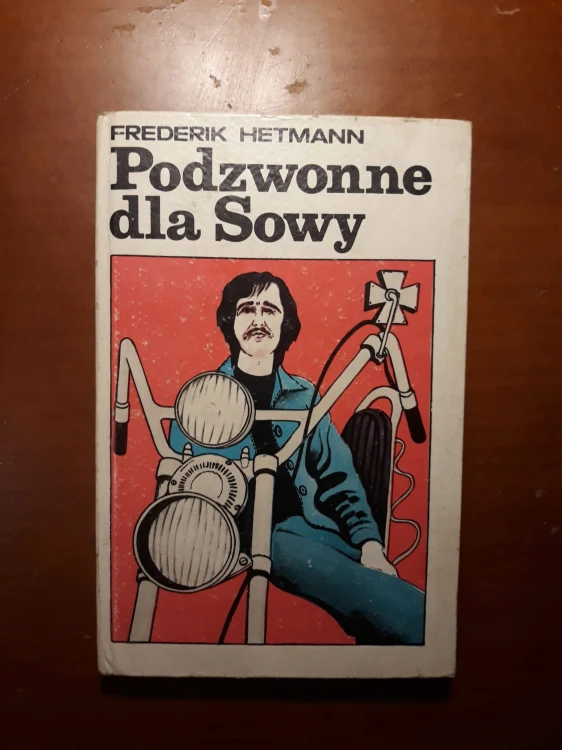 FREDERIK HETMANN
Podzwonne
dla Sowy